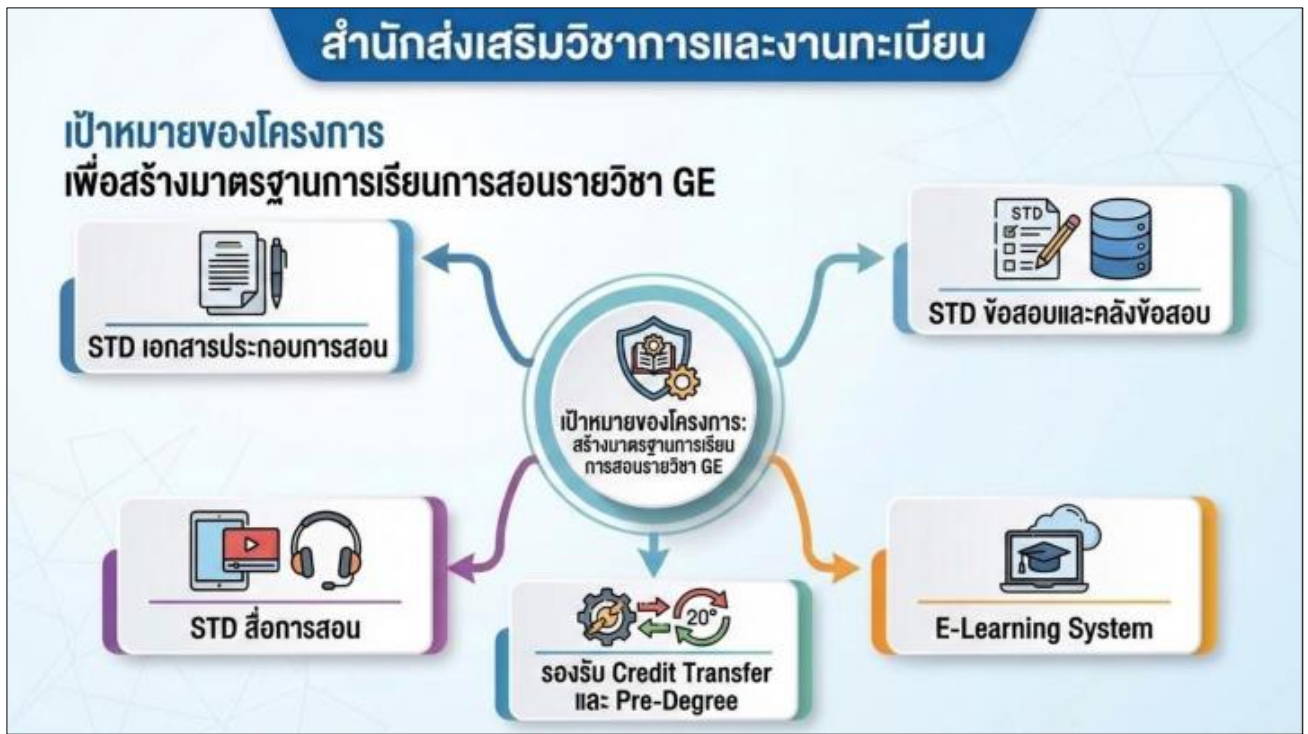 สำนักส่งเสริมวิชาการและงานทะเบียน
เป้าหมายของโครงการ
เพื่อสร้างมาตรฐานการเรียนการสอนรายวิชา GE
STD เอกสารประกอบการสอน
STD
STD ข้อสอบและคลังข้อสอบ
เป้าหมายของโครงการ:
สร้างมาตรฐานการเรียน
การสอนรายวิชา GE
STD สื่อการสอน
20°
รองรับ Credit Transfer
และ Pre-Degree
E-Learning System